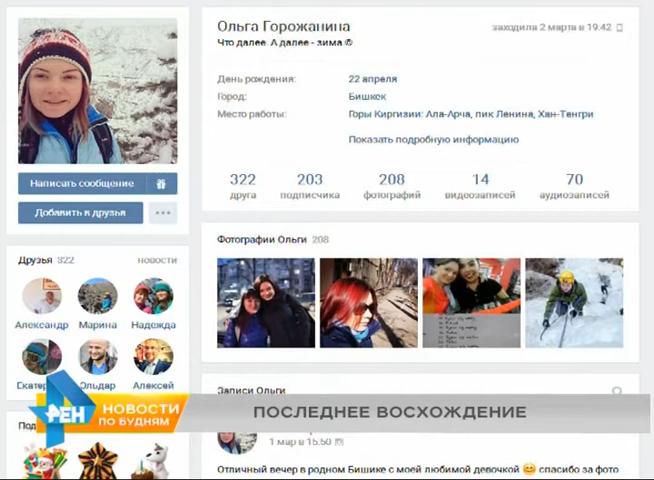 Ольга Горожанина
заходила 2 марта в 19:42
Что далее. А далее - зима ©
День рождения: 22 апреля
Город: Бишкек
Место работы: Горы Киргизии: Ала-Арча, пик Ленина, Хан-Тенгри
Показать подробную информацию
322 203 208 14 70
друга подписчика фотографий видеозаписей аудиозаписей
Написать сообщение
Добавить в друзья
Друзья 322 новости
Александр Марина Надежда
Эльдар Алексей
Фотографии Ольги 208
Записи Ольги
РЕН НОВОСТИ
ПО БУДНЯМ
ПОСЛЕДНЕЕ ВОСХОЖДЕНИЕ
1 мар в 15:50
Отличный вечер в родном Бишике с моей любимой девочкой 😊 спасибо за фото